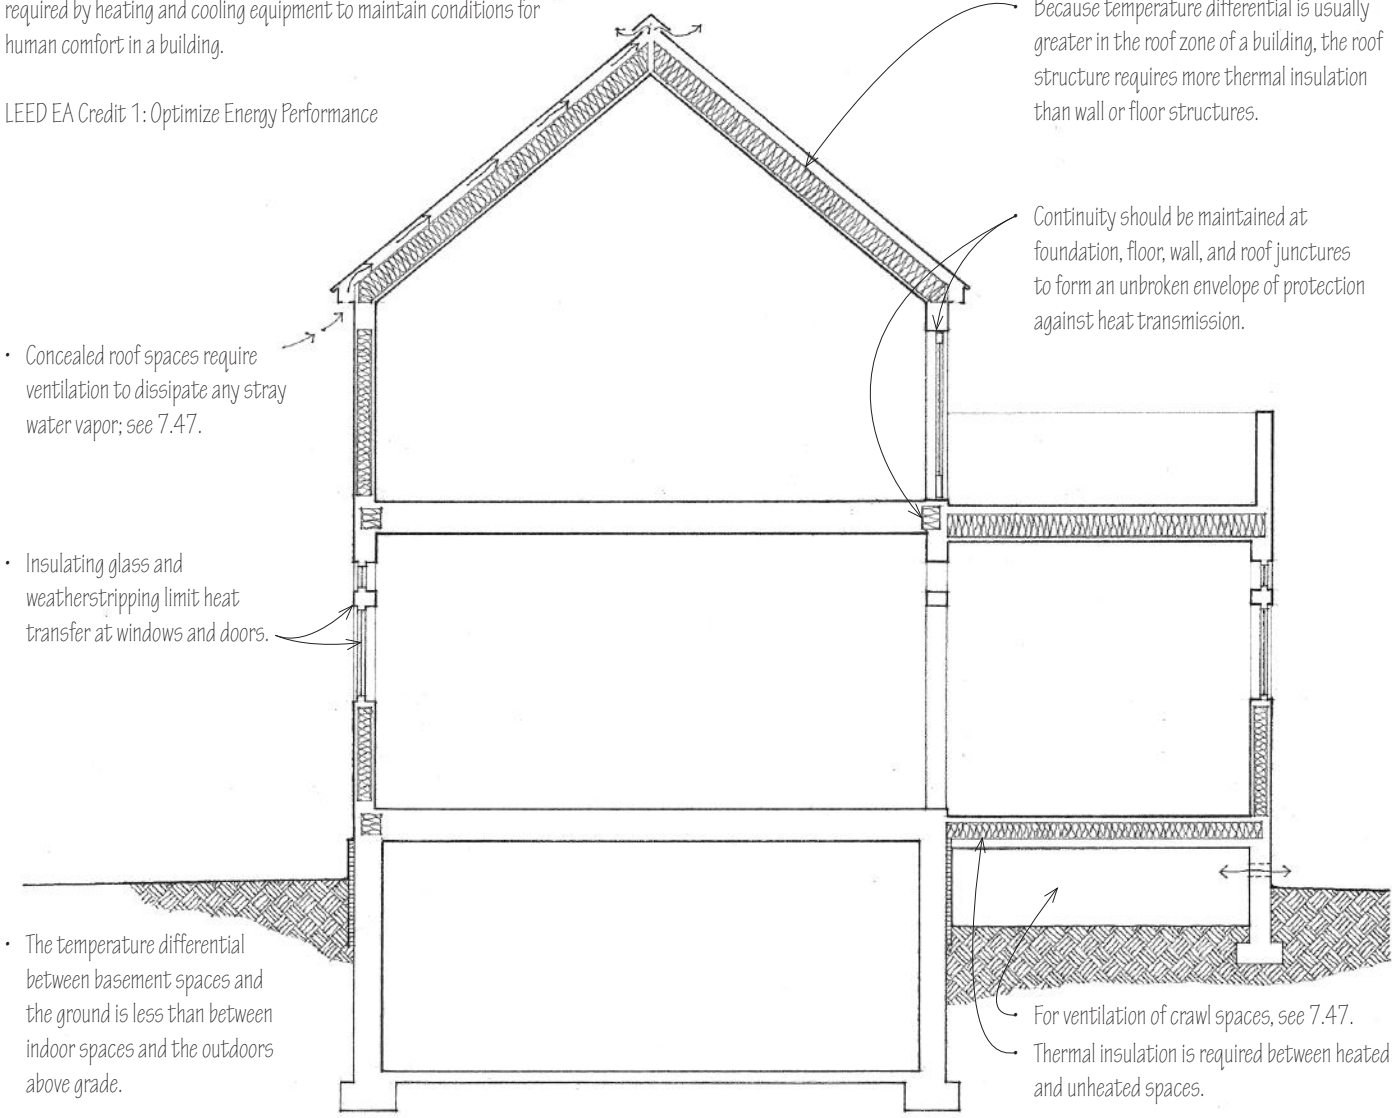 required by heating and cooling equipment to maintain conditions for
human comfort in a building.
LEED EA Credit 1: Optimize Energy Performance
• Because temperature differential is usually
greater in the roof zone of a building, the roof
structure requires more thermal insulation
than wall or floor structures.
• Continuity should be maintained at
foundation, floor, wall, and roof junctures
to form an unbroken envelope of protection
against heat transmission.
• Concealed roof spaces require
ventilation to dissipate any stray
water vapor; see 7.47.
• Insulating glass and
weatherstripping limit heat
transfer at windows and doors.
• The temperature differential
between basement spaces and
the ground is less than between
indoor spaces and the outdoors
above grade.
• For ventilation of crawl spaces, see 7.47.
• Thermal insulation is required between heated
and unheated spaces.